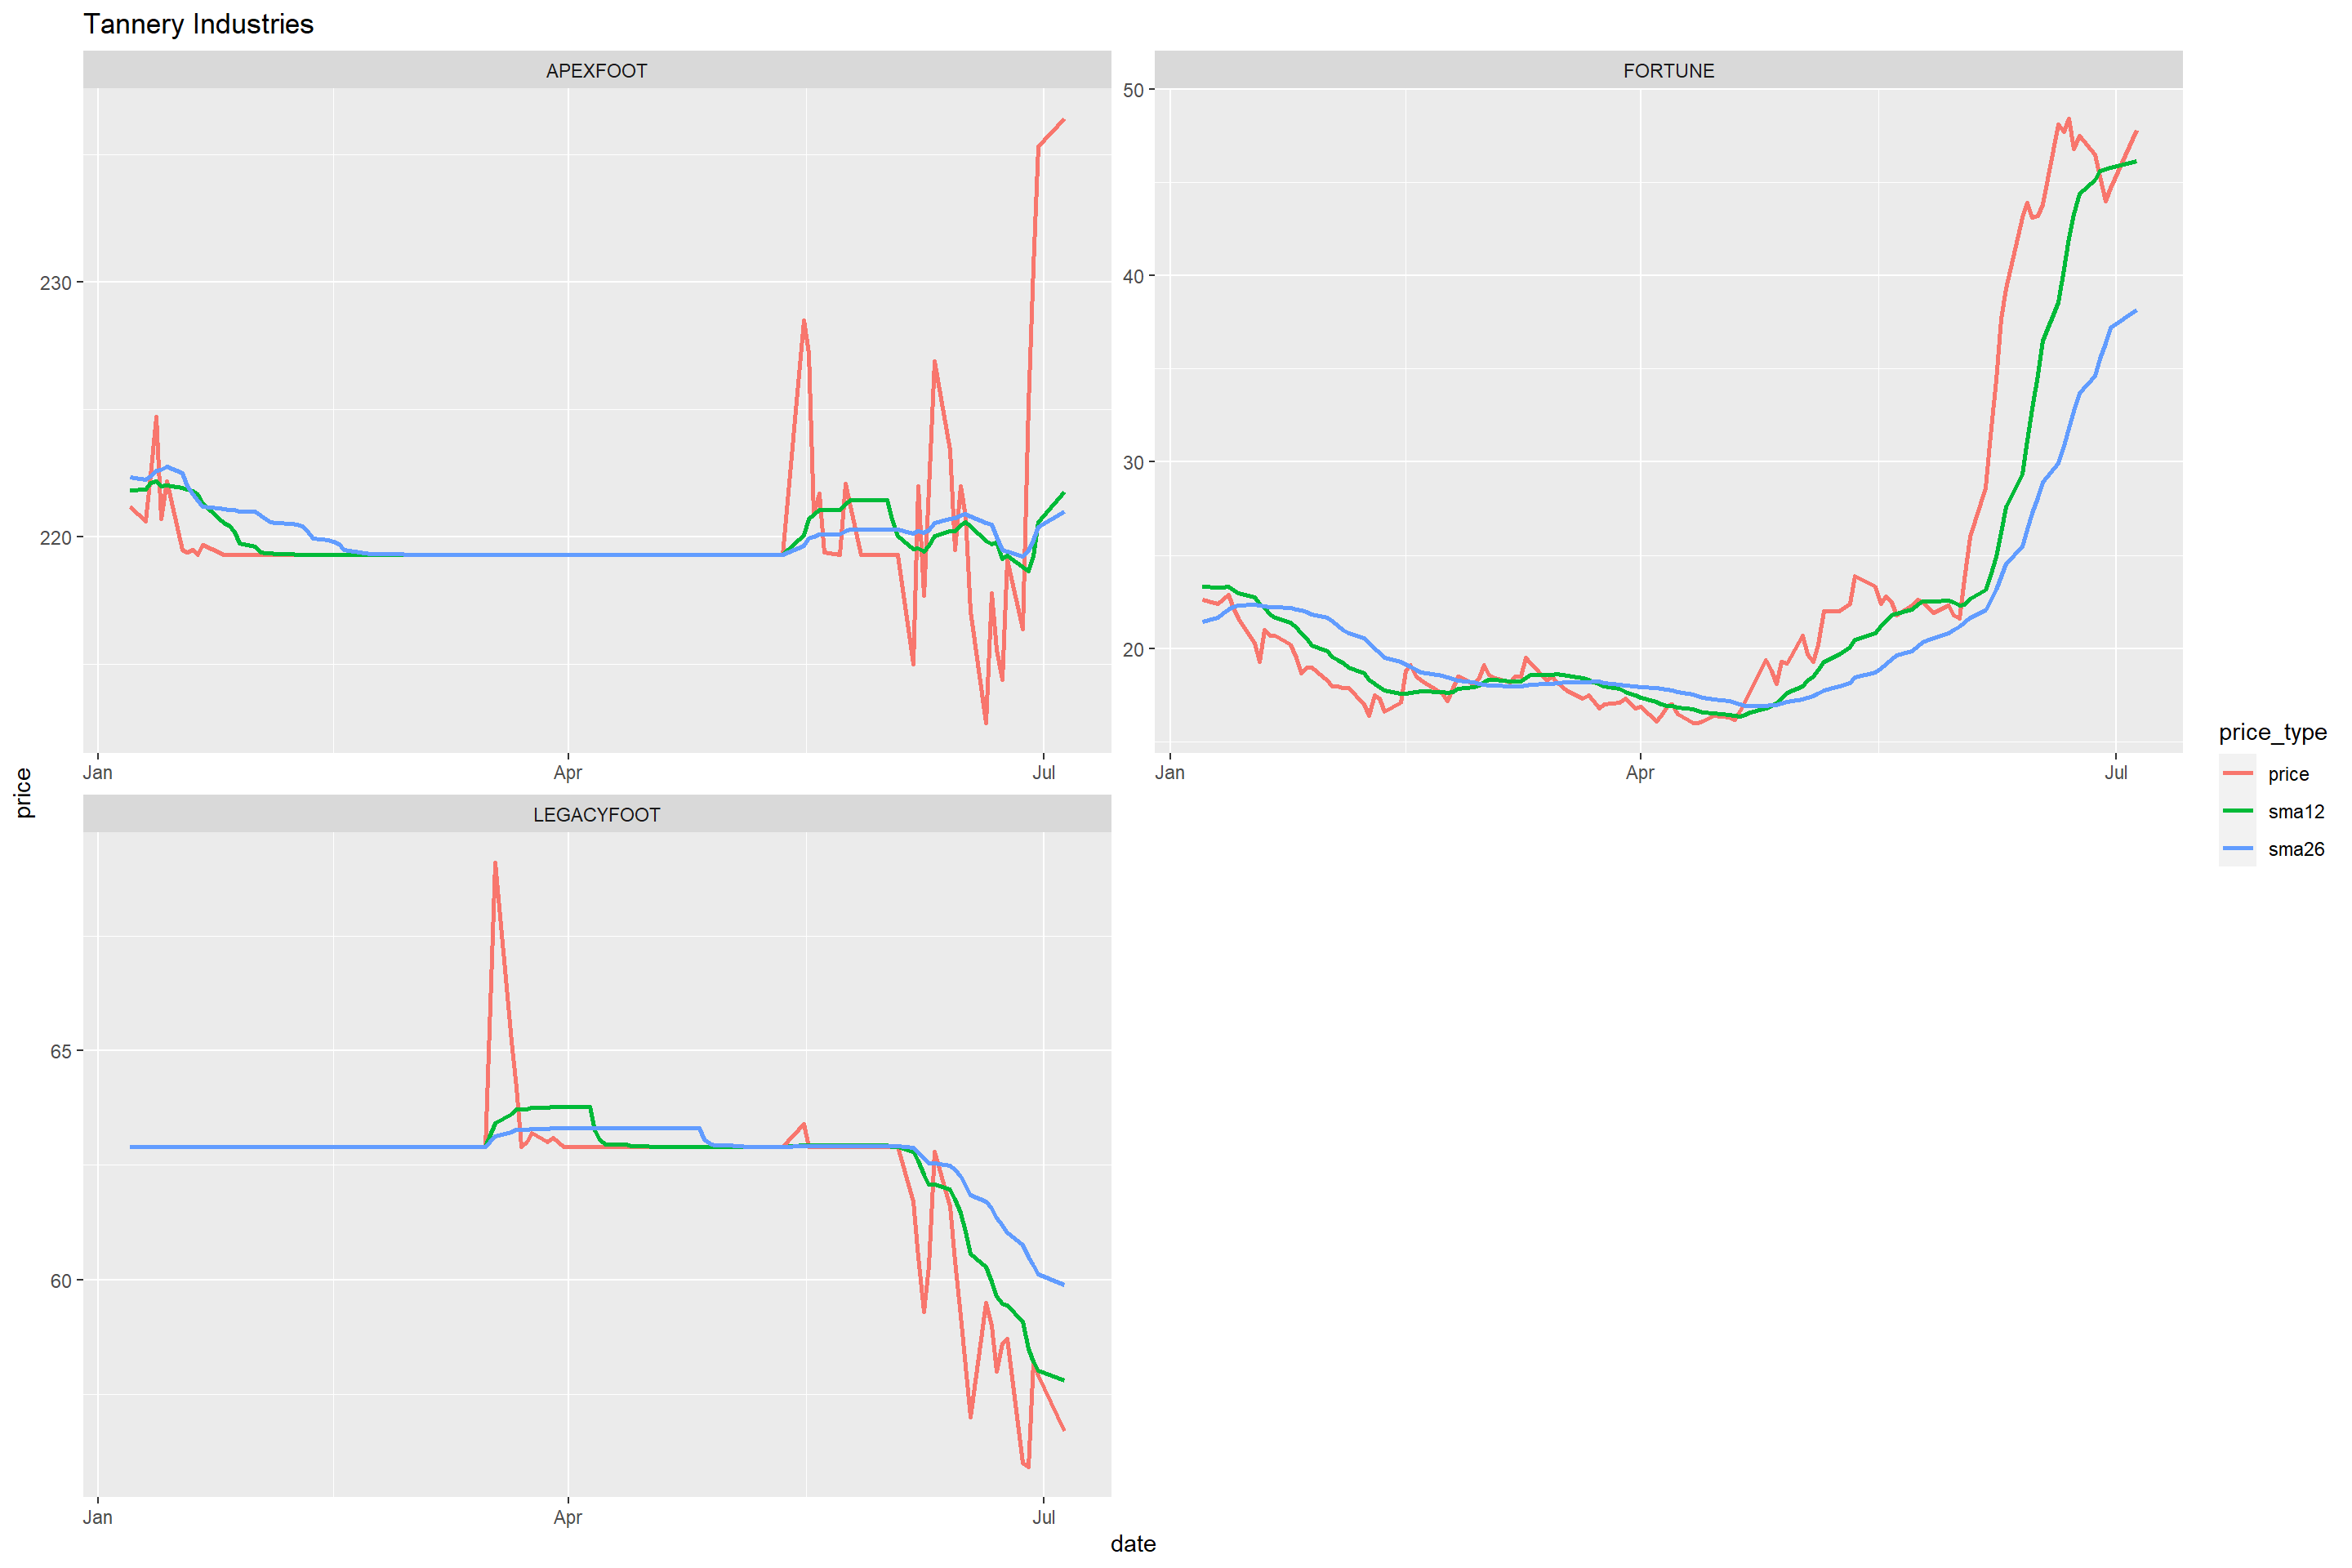 Tannery Industries
APEXFOOT
FORTUNE
230
220
50
40
30
20
Jan Apr Jul
Jan Apr Jul
price
LEGACYFOOT
65
60
Jan Apr Jul
date
price_type
price
sma12
sma26